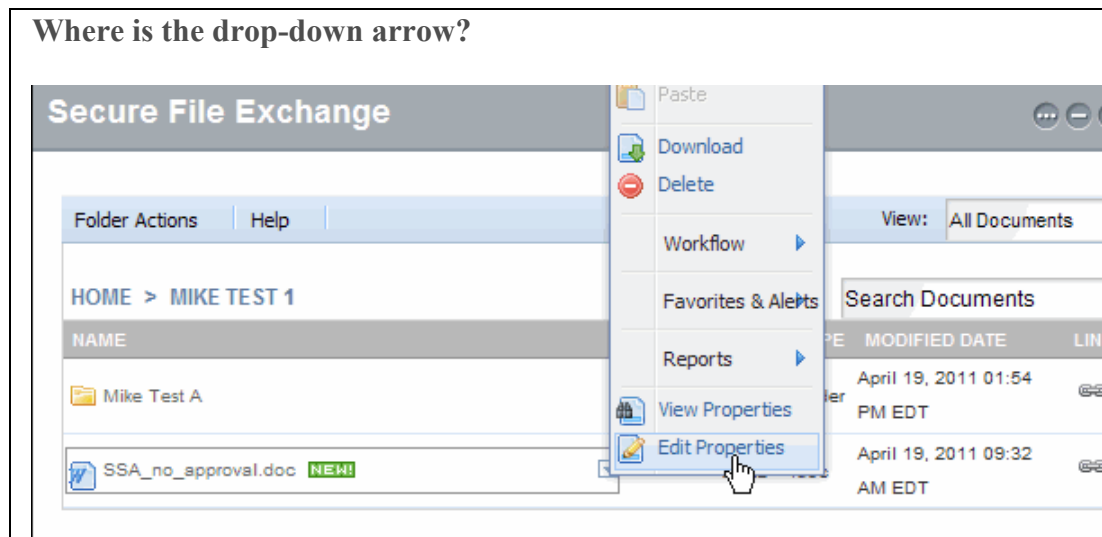 Where is the drop-down arrow?
Secure File Exchange
Paste
Download
Delete
Folder Actions Help
View: All Documents
Workflow
HOME > MIKE TEST 1
Favorites & Alerts
Search Documents
NAME
MODIFIED DATE
Reports
Mike Test A
April 19, 2011 01:54
PM EDT
View Properties
Edit Properties
SSA_no_approval.doc NEW!
April 19, 2011 09:32
AM EDT